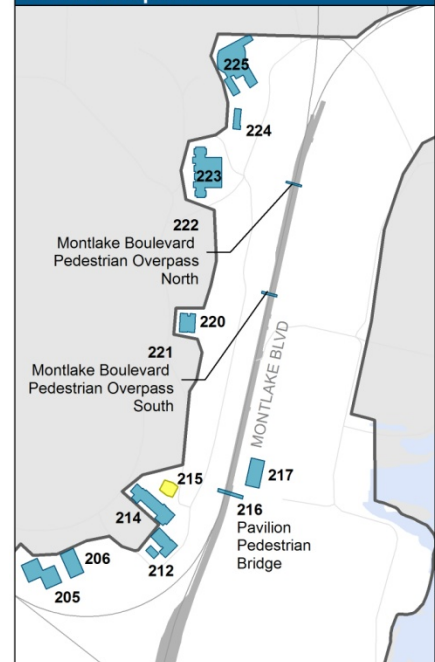 225
224
223
222
Montlake Boulevard
Pedestrian Overpass
North
220
221
Montlake Boulevard
Pedestrian Overpass
South
MONTLAKE BLVD
215
217
214
216
Pavilion
Pedestrian
Bridge
206
212
205